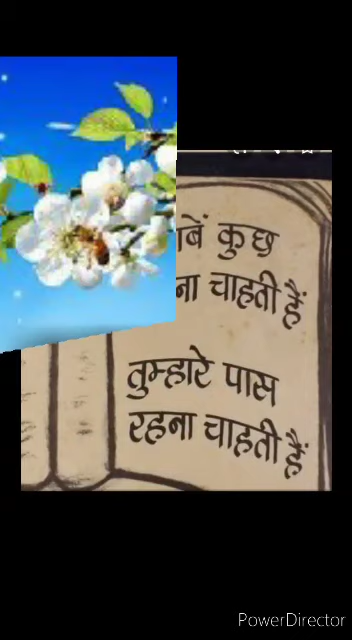 कुछ
चाहती हैं
तुम्हारे पास
रहना चाहती हैं
PowerDirector